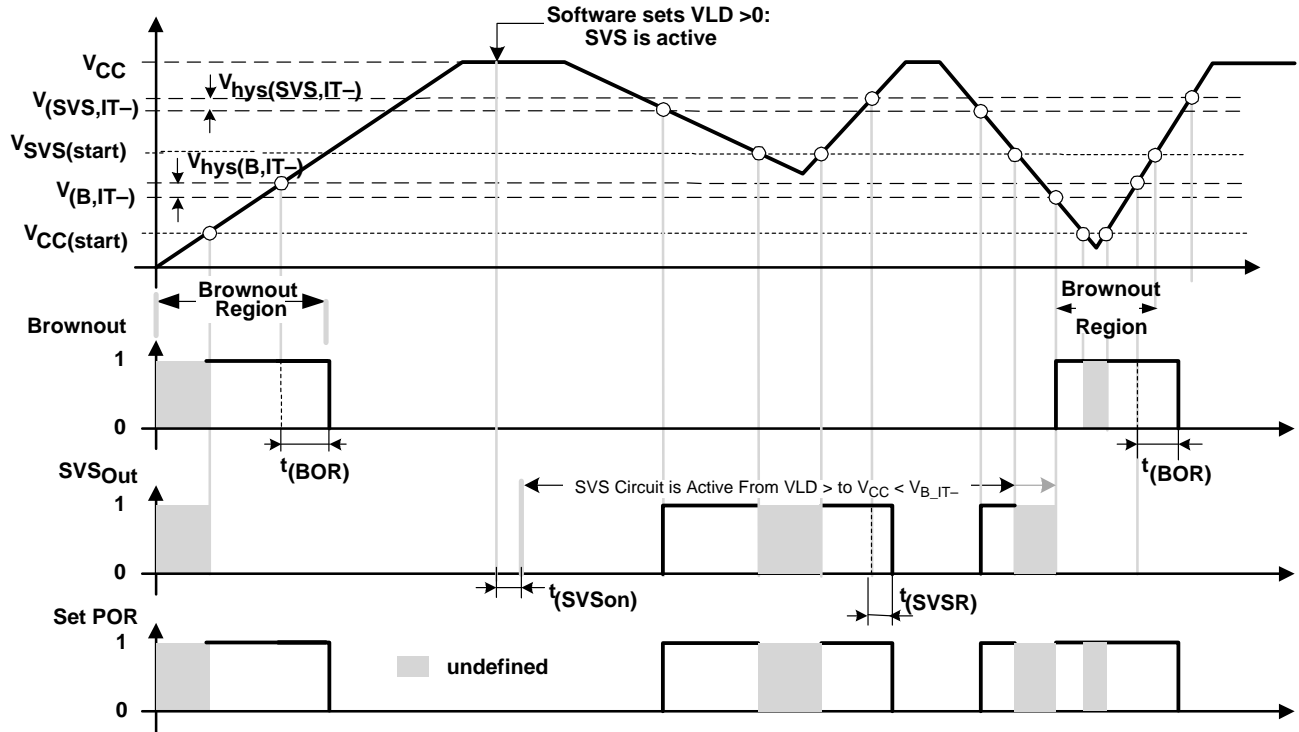 Software sets VLD >0:
SVS is active
VCC
Vhys(SVS,IT–)
V(SVS,IT–)
VSVS(start)
Vhys(B,IT–)
V(B,IT–)
VCC(start)
Brownout
Region
Brownout
Region
Brownout
1
0
t(BOR)
t(BOR)
SVSOut
SVS Circuit is Active From VLD > to VCC < VB_IT–
1
0
t(SVSon)
t(SVSR)
Set POR
1
undefined
0